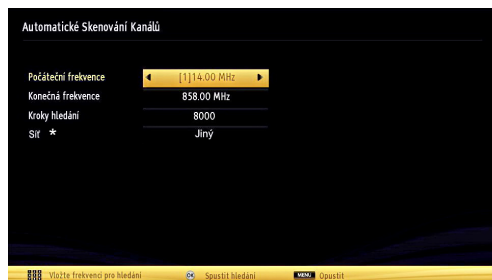 Automatické Skenování Kanálů
Počáteční frekvence [1]14.00 MHz
Konečná frekvence 858.00 MHz
Kroky hledání 8000
Síť * Jiný
Vložte frekvenci pro hledání OK Spustit hledání MENU Opustit